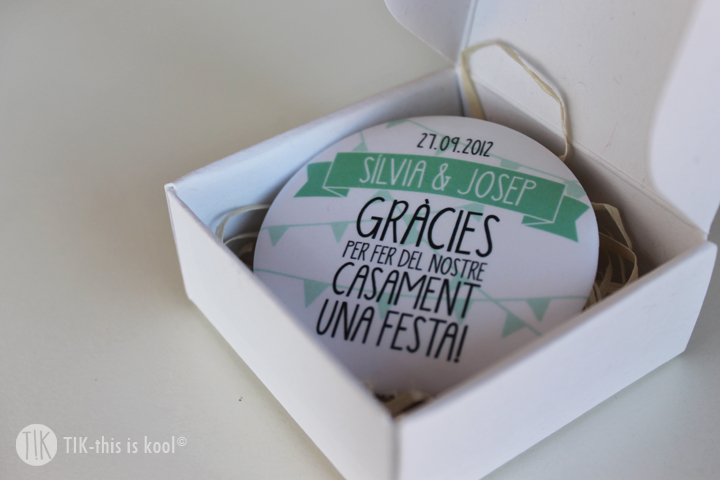 27.09.2012
SÍLVIA & JOSEP
GRÀCIES
PER FER DEL NOSTRE
CASAMENT
UNA FESTA!
TIK TIK-this is kool©